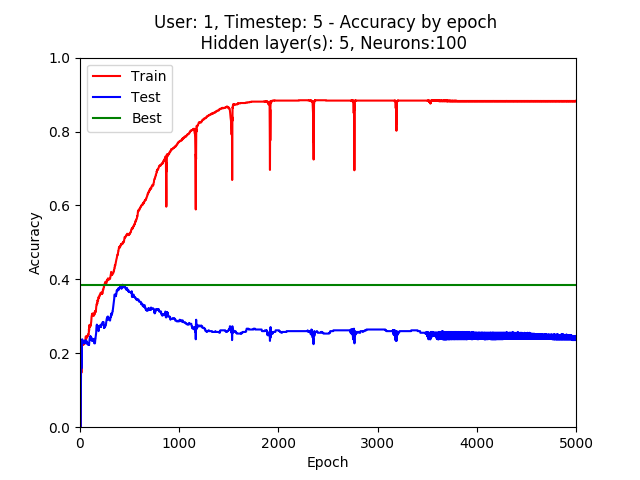 User: 1, Timestep: 5 - Accuracy by epoch
Hidden layer(s): 5, Neurons:100
Train
Test
Best
1.0
0.8
0.6
0.4
0.2
0.0
Accuracy
0 1000 2000 3000 4000 5000
Epoch